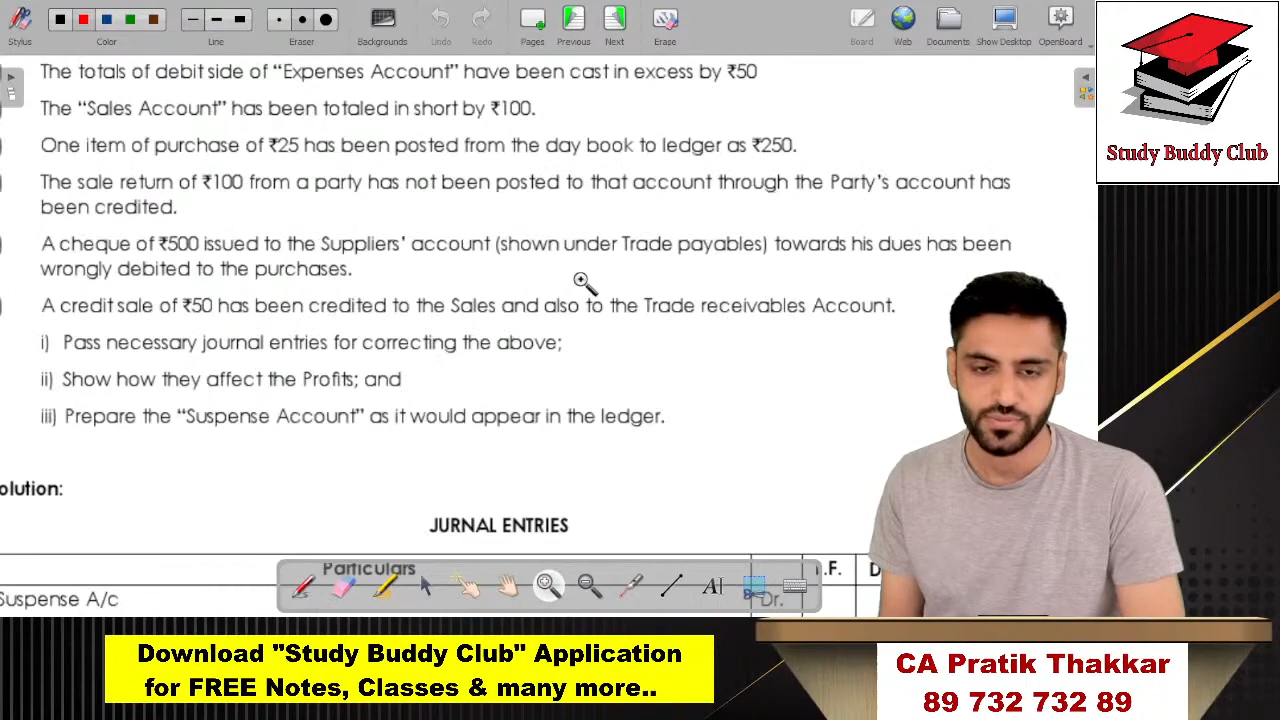 Stylus
Color
Line
Eraser
Backgrounds
Undo
Redo
Pages
Previous
Next
Erase
Board
Web
Documents
Show Desktop
OpenBoard
Study Buddy Club
The totals of debit side of “Expenses Account” have been cast in excess by ₹50
The “Sales Account” has been totaled in short by ₹100.
One item of purchase of ₹25 has been posted from the day book to ledger as ₹250.
The sale return of ₹100 from a party has not been posted to that account through the Party’s account has
been credited.
A cheque of ₹500 issued to the Suppliers’ account (shown under Trade payables) towards his dues has been
wrongly debited to the purchases.
A credit sale of ₹50 has been credited to the Sales and also to the Trade receivables Account.
i) Pass necessary journal entries for correcting the above;
ii) Show how they affect the Profits; and
iii) Prepare the “Suspense Account” as it would appear in the ledger.
olution:
JURNAL ENTRIES
Particulars .F. D
Suspense A/c Dr.
AI
Download "Study Buddy Club" Application
for FREE Notes, Classes & many more..
CA Pratik Thakkar
89 732 732 89